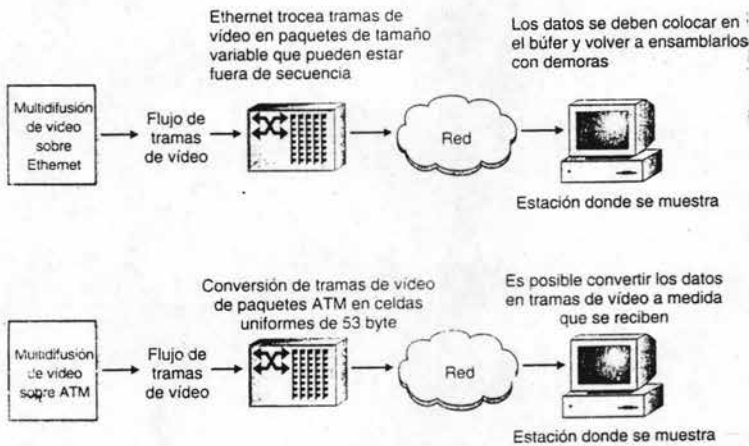 Ethernet trocea tramas de
vídeo en paquetes de tamaño
variable que pueden estar
fuera de secuencia
Los datos se deben colocar en
el búfer y volver a ensamblarlos
con demoras
Multidifusión
de vídeo
sobre
Ethernet
Flujo de
tramas
de vídeo
Red
Estación donde se muestra
Conversión de tramas de vídeo
de paquetes ATM en celdas
uniformes de 53 byte
Es posible convertir los datos
en tramas de vídeo a medida
que se reciben
Multidifusión
de vídeo
sobre ATM
Flujo de
tramas
de vídeo
Red
Estación donde se muestra